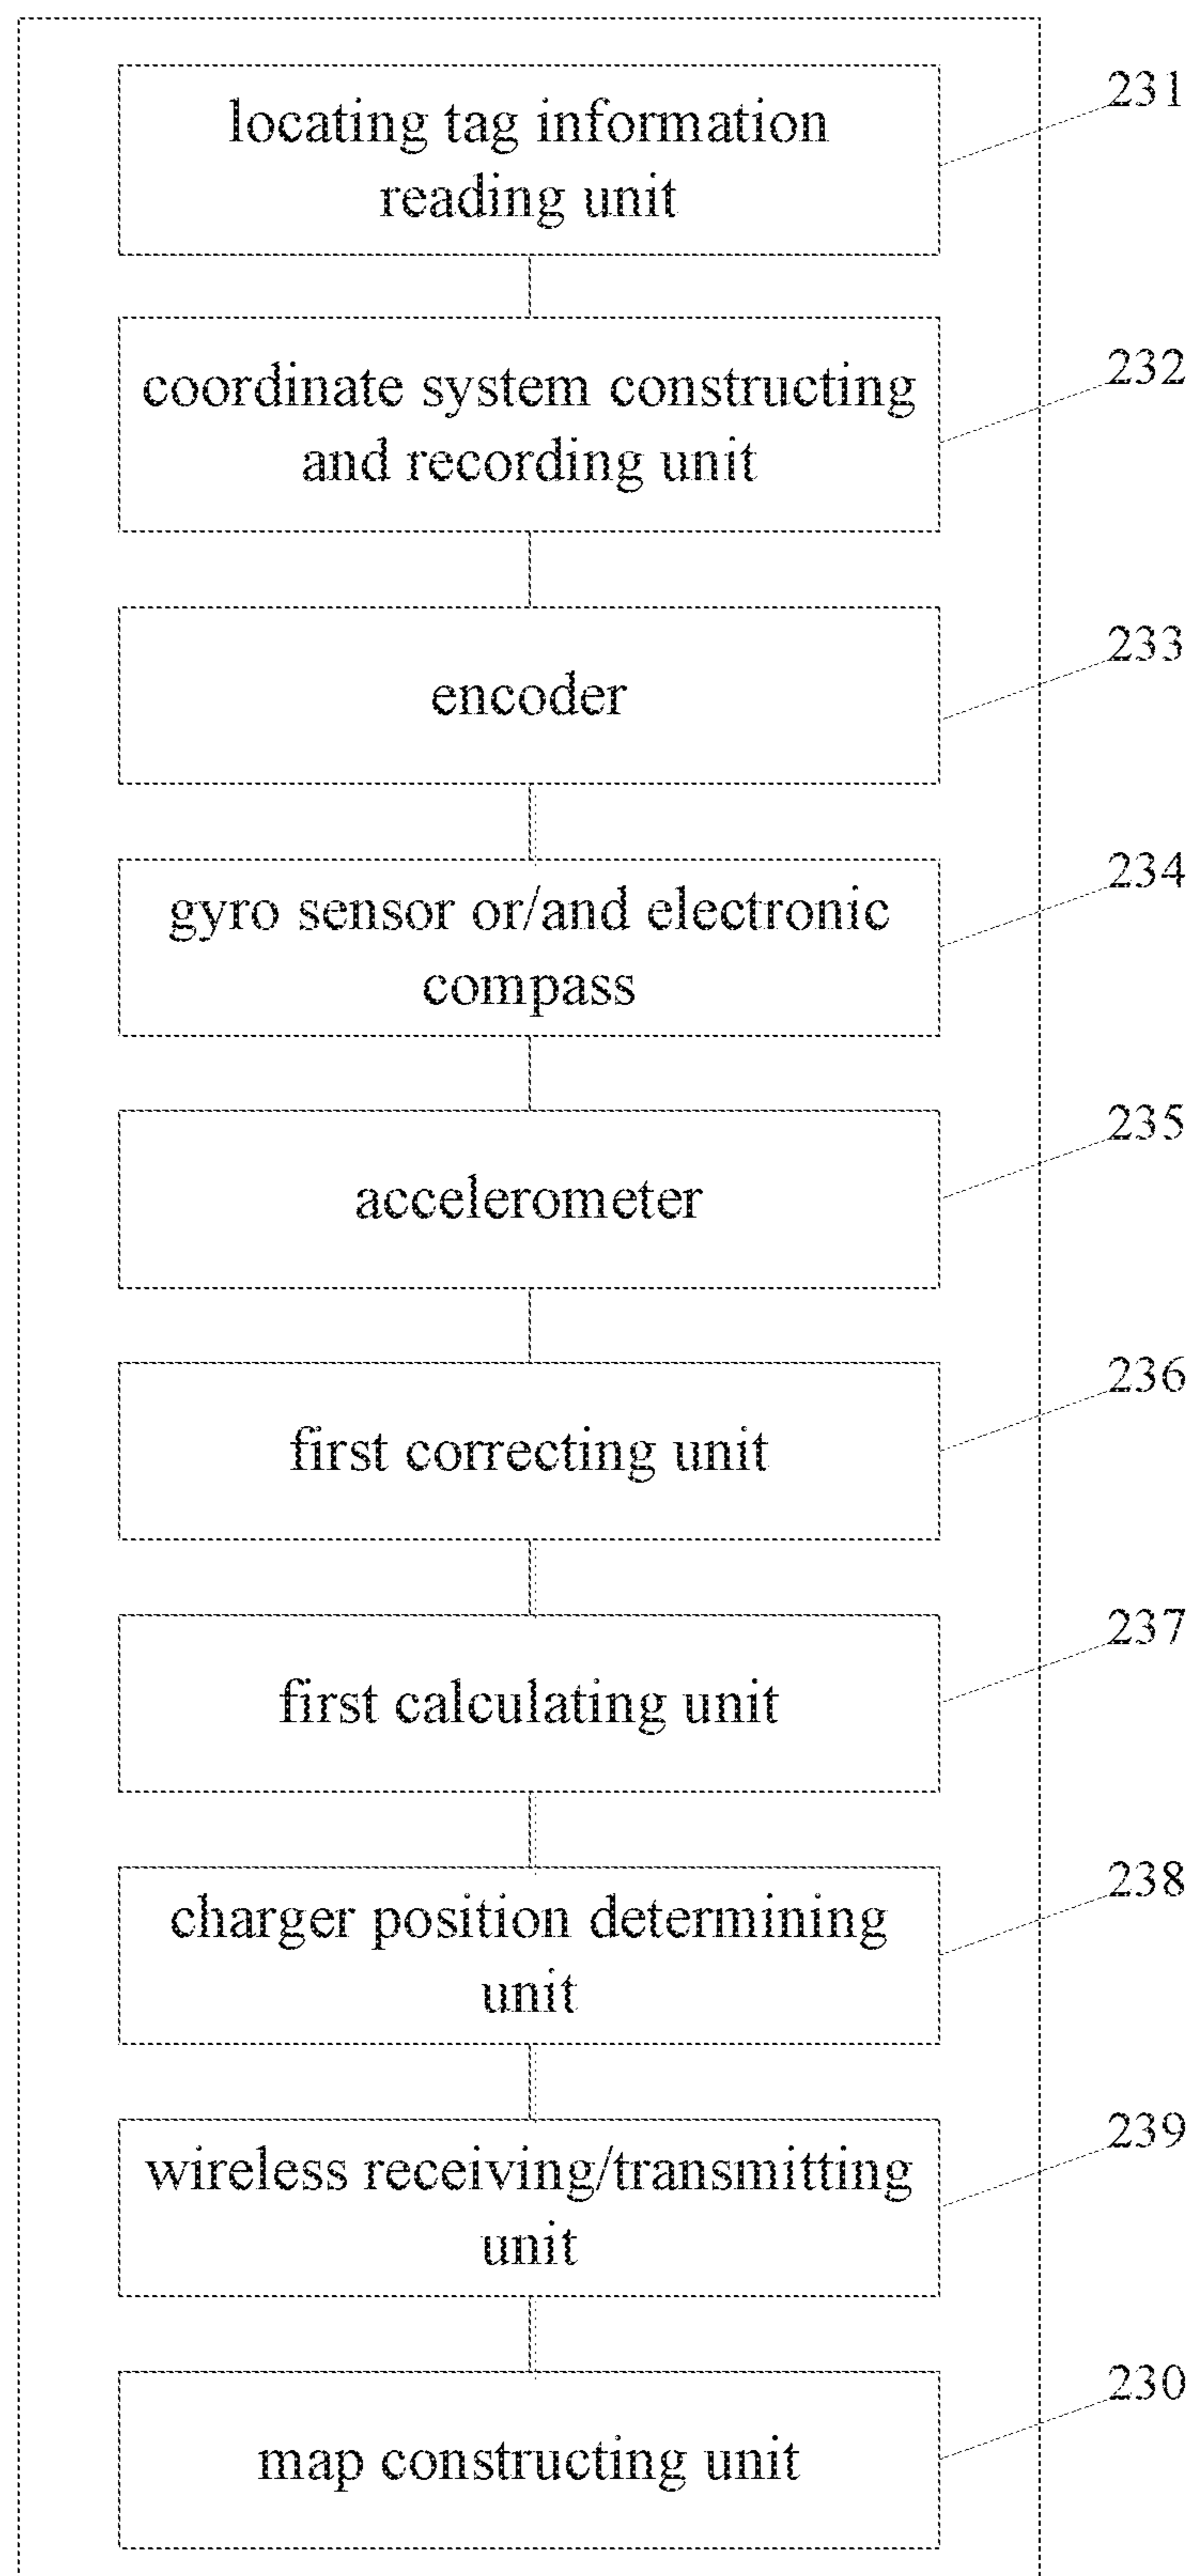 locating tag information
reading unit
231
coordinate system constructing
and recording unit
232
encoder
233
gyro sensor or/and electronic
compass
234
accelerometer
235
first correcting unit
236
first calculating unit
237
charger position determining
unit
238
wireless receiving/transmitting
unit
239
map constructing unit
230